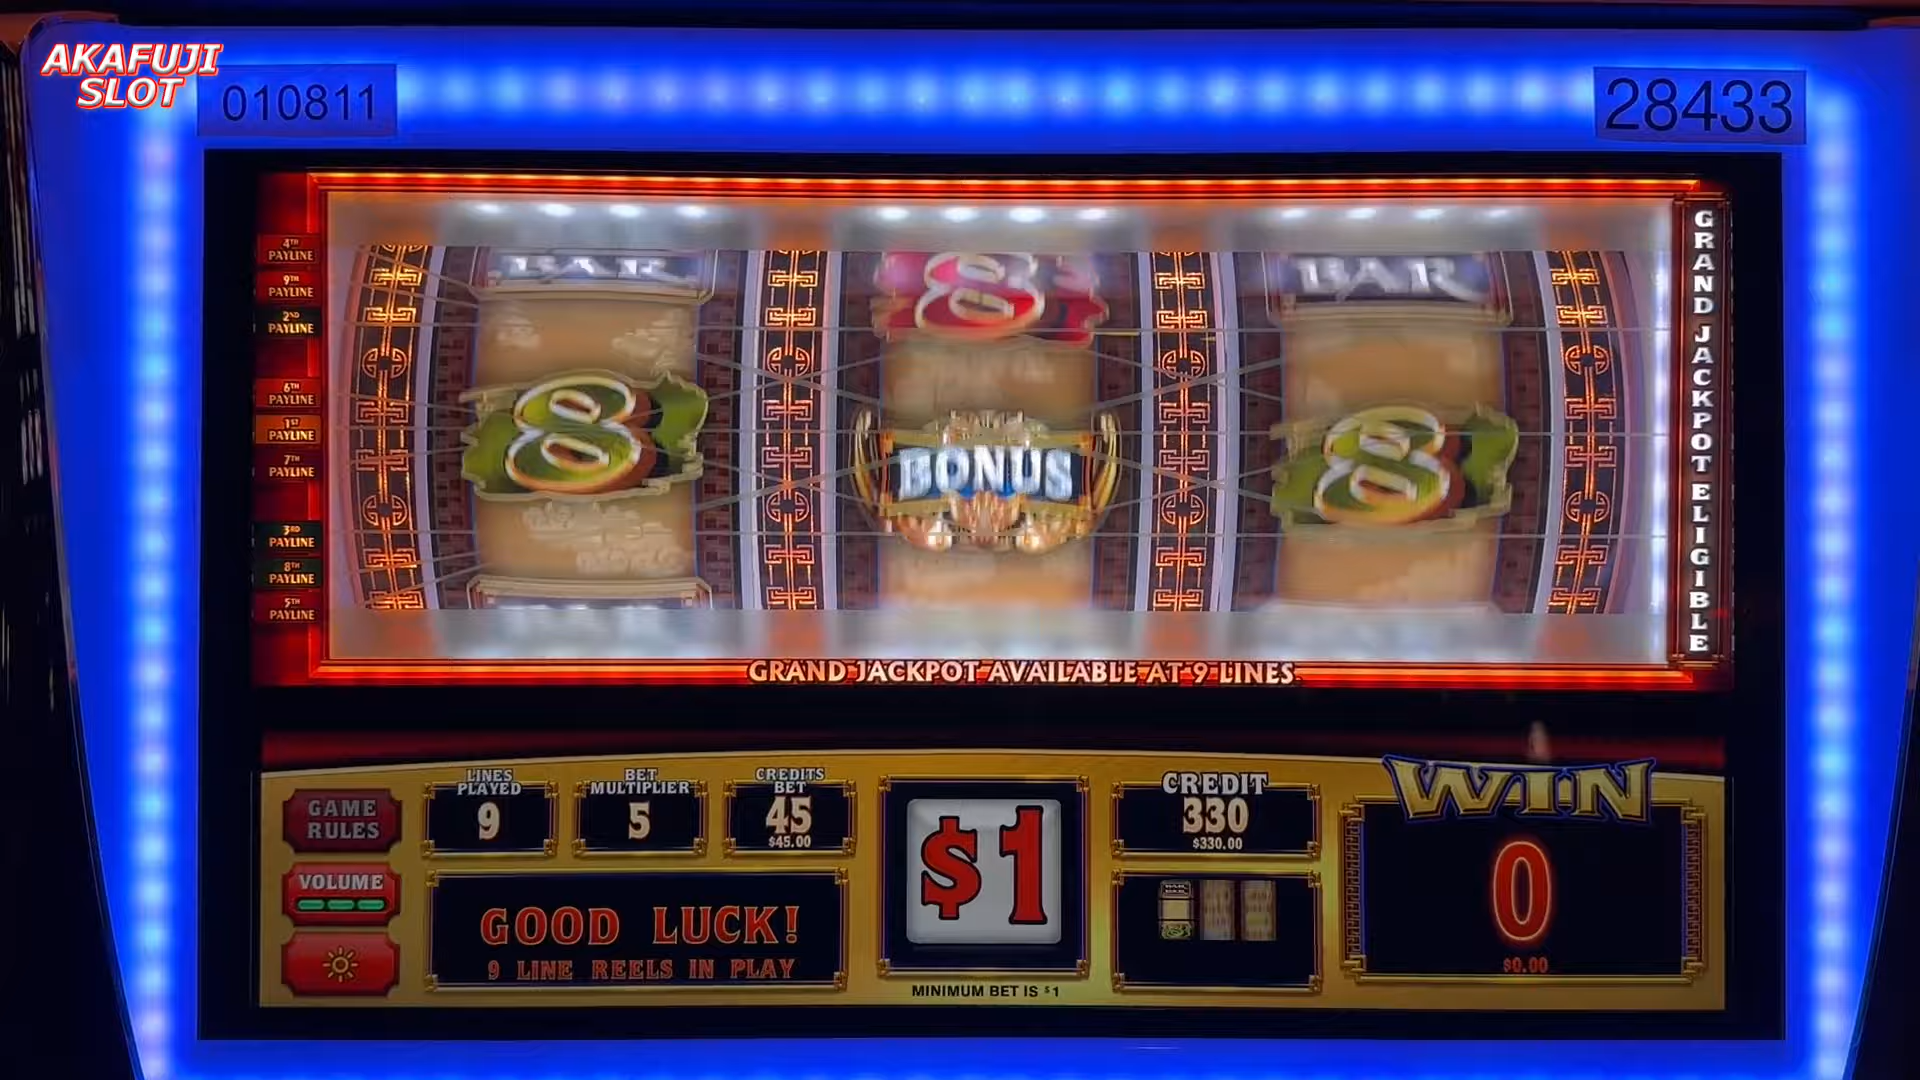 AKAFUJI
SLOT
010811
28433
4TH
PAYLINE
9TH
PAYLINE
2ND
PAYLINE
6TH
PAYLINE
1ST
PAYLINE
7TH
PAYLINE
3RD
PAYLINE
8TH
PAYLINE
5TH
PAYLINE
BAR
8
BAR
8
BONUS
8
GRAND JACKPOT ELIGIBLE
GRAND JACKPOT AVAILABLE AT 9 LINES.
GAME
RULES
VOLUME
LINES
PLAYED
9
BET
MULTIPLIER
5
CREDITS
BET
45
$45.00
GOOD LUCK!
9 LINE REELS IN PLAY
$1
MINIMUM BET IS $1
CREDIT
330
$330.00
WIN
0
$0.00